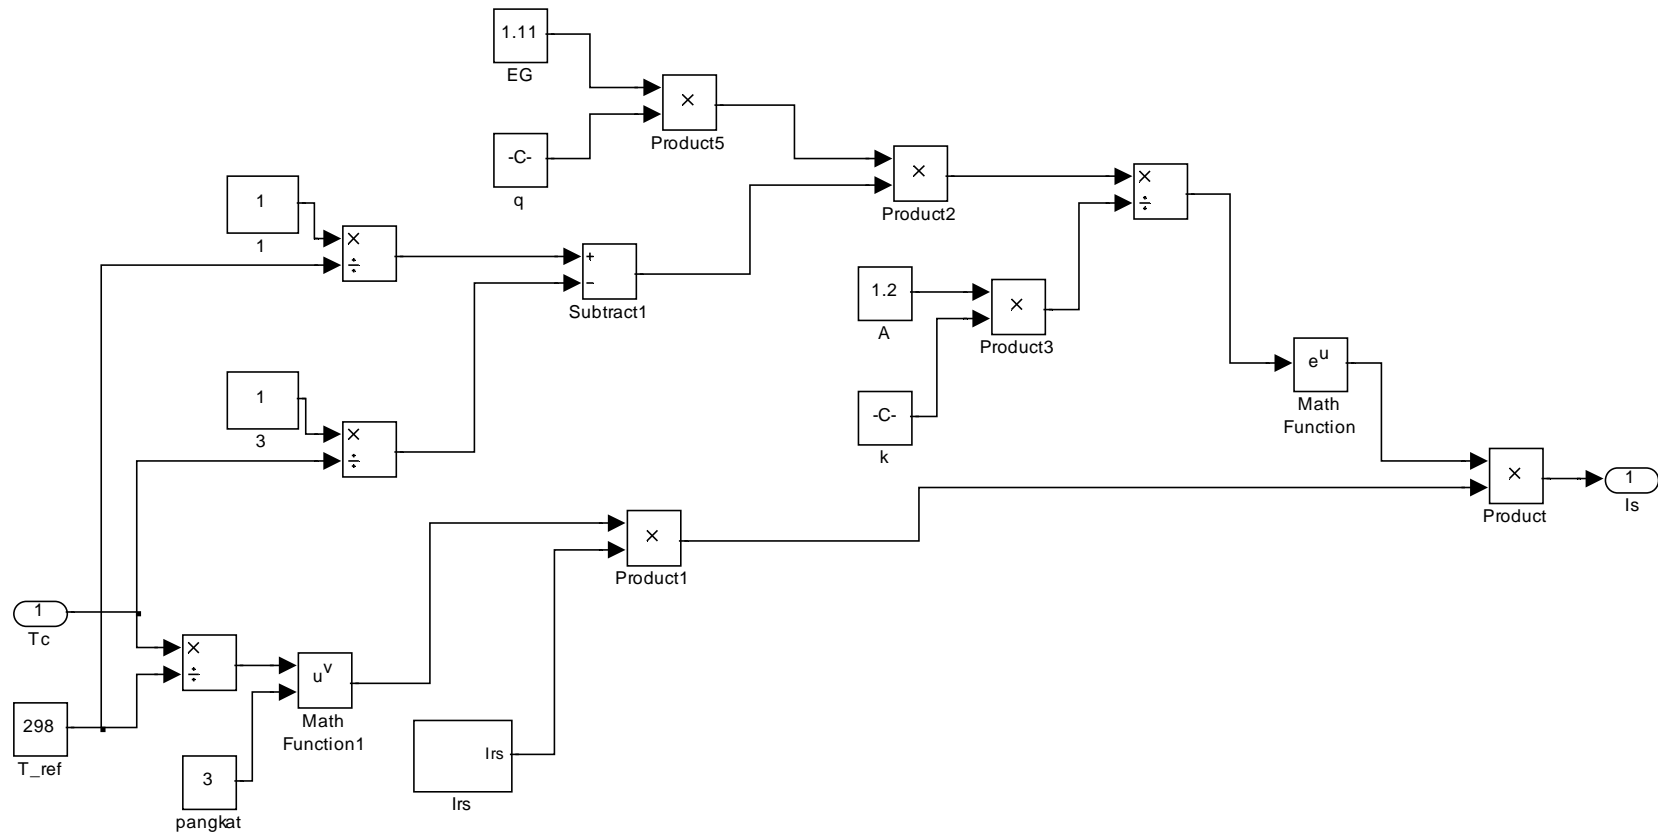 1.11
EG
×
Product5
-C-
q
×
Product2
×
÷
1
1
×
÷
+
−
Subtract1
1.2
A
×
Product3
-C-
k
e^u
Math
Function
1
3
×
÷
×
Product
1
Is
×
Product1
1
Tc
×
÷
u^v
Math
Function1
298
T_ref
3
pangkat
Irs
Irs